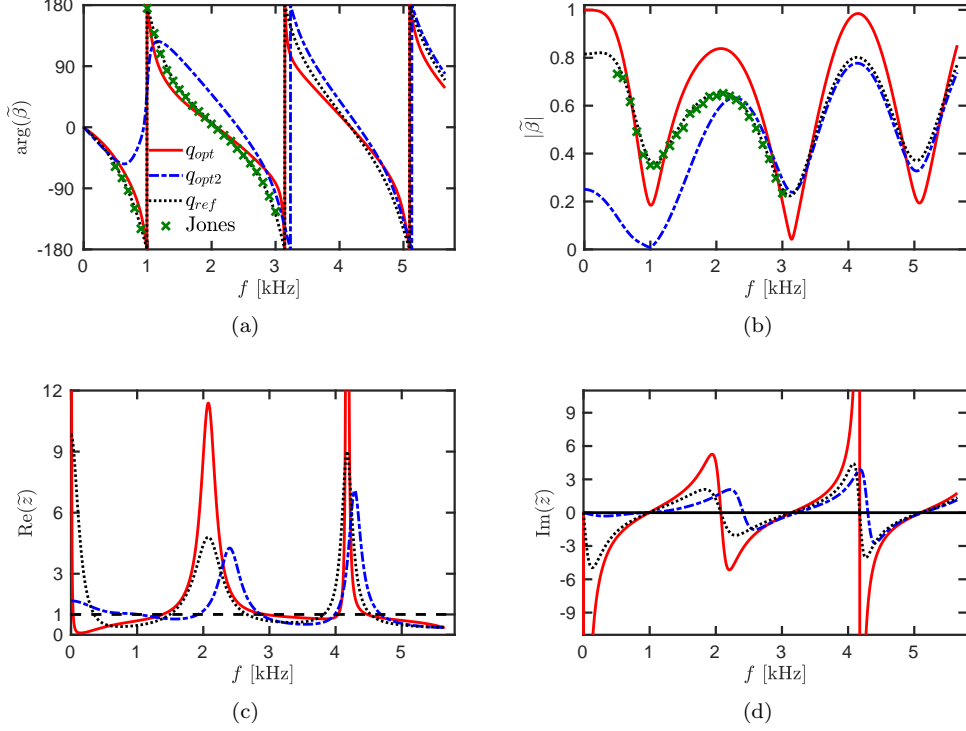 180
90
0
-90
-180
arg(β̃)
q_opt
q_opt2
q_ref
Jones
0 1 2 3 4 5
f [kHz]
(a)
1
0.8
0.6
0.4
0.2
0
|β̃|
0 1 2 3 4 5
f [kHz]
(b)
12
9
6
3
1
0
Re(z̃)
0 1 2 3 4 5
f [kHz]
(c)
9
6
3
0
-3
-6
-9
Im(z̃)
0 1 2 3 4 5
f [kHz]
(d)